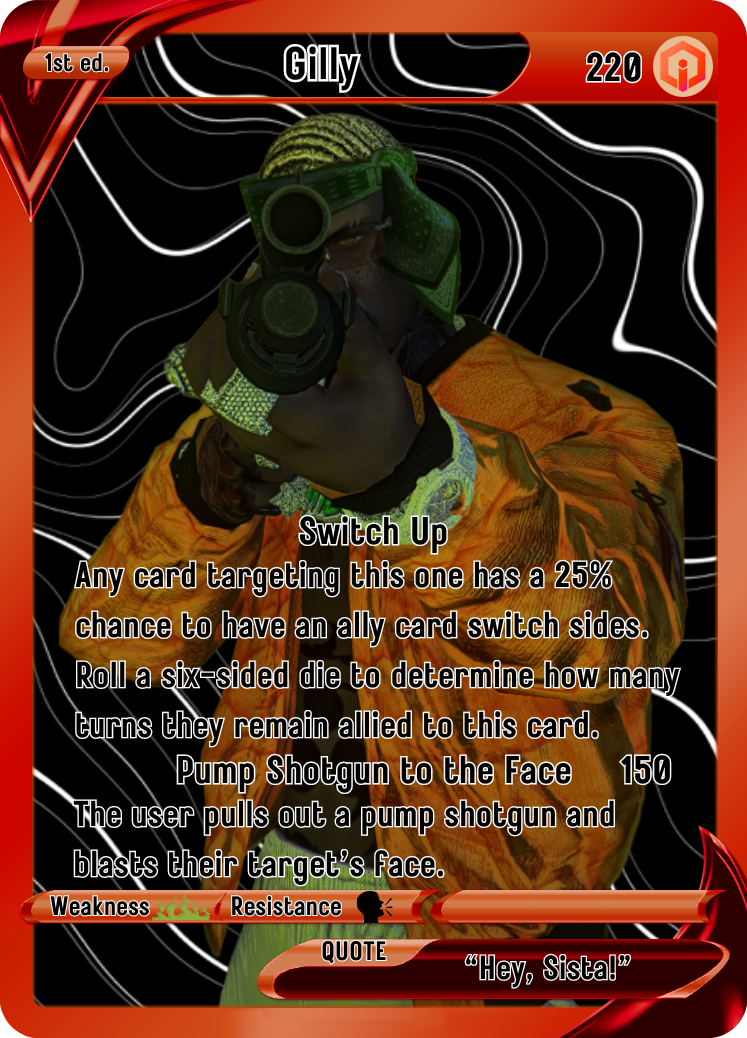 1st ed.
Gilly
220
Switch Up
Any card targeting this one has a 25%
chance to have an ally card switch sides.
Roll a six-sided die to determine how many
turns they remain allied to this card.
Pump Shotgun to the Face 150
The user pulls out a pump shotgun and
blasts their target's face.
Weakness Resistance
QUOTE
"Hey, Sista!"